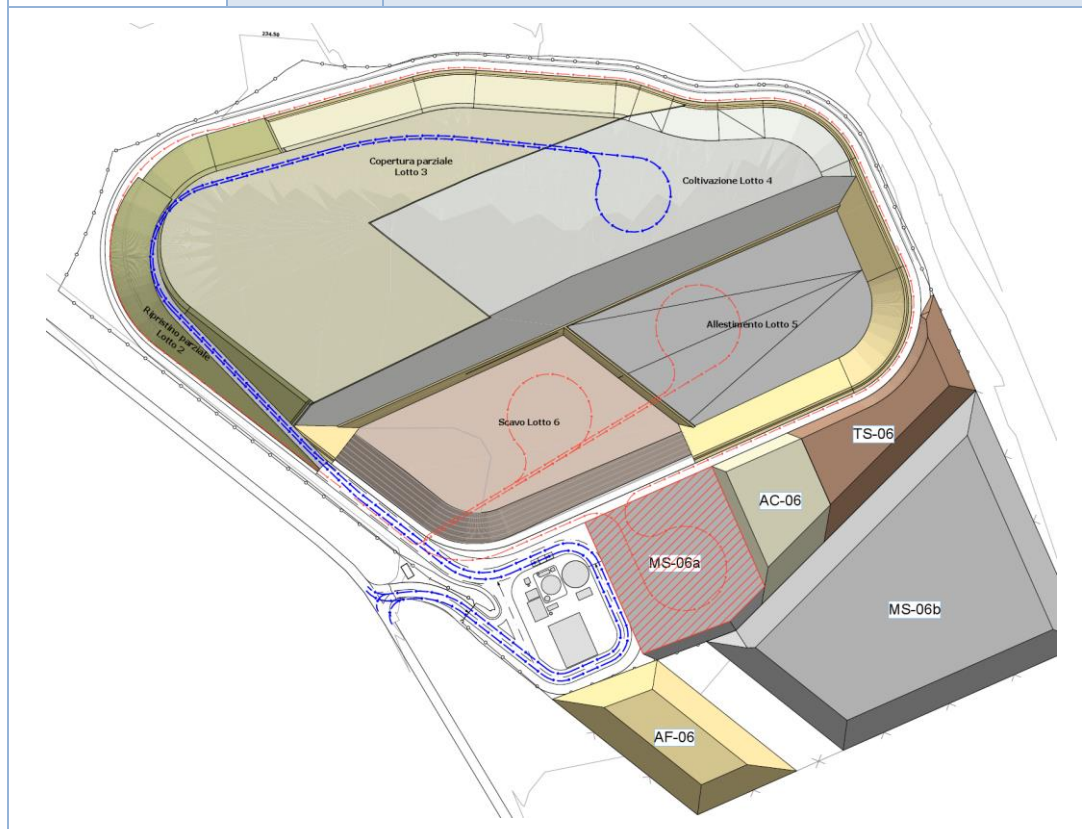 234.50
Copertura parziale
Lotto 3
Coltivazione Lotto 4
Ripristino parziale
Lotto 2
Allestimento Lotto 5
Scavo Lotto 6
TS-06
AC-06
MS-06a
MS-06b
AF-06